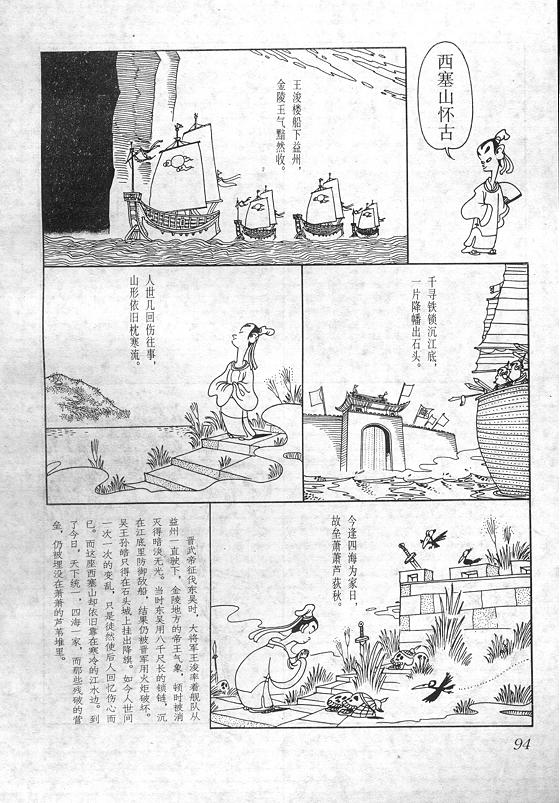 西塞山怀古
王浚楼船下益州，
金陵王气黯然收。
千寻铁锁沉江底，
一片降幡出石头。
人世几回伤往事，
山形依旧枕寒流。
今逢四海为家日，
故垒萧萧芦荻秋。
晋武帝征伐东吴时，大将军王浚率着舰队从
益州一直驶下，金陵地方的帝王气象，顿时被消
灭得暗淡无光。当时东吴用八千尺长的锁链，沉
在江底里防御敌船，结果仍被晋军用火炬破坏。
吴王孙皓只得在石头城上挂出降旗。如今人世间
一次一次的变乱，只是徒然使后人回忆伤心而
已。而这座西塞山却依旧靠在寒冷的江水边。到
了今日，天下统一，四海一家，而那些残破的营
垒，仍被埋没在萧萧的芦苇堆里。
94